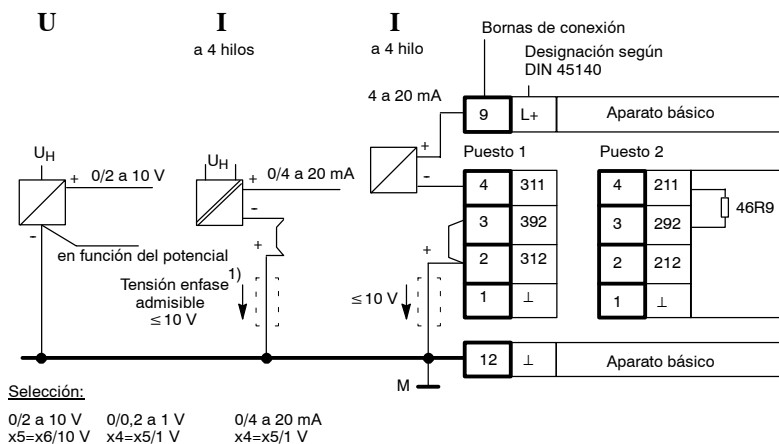 U
I
a 4 hilos
I
a 4 hilo
Bornas de conexión
Designación según
DIN 45140
4 a 20 mA
9 L+ Aparato básico
Puesto 1
Puesto 2
UH
+ 0/2 a 10 V
-
en función del potencial
UH
+ 0/4 a 20 mA
-
+
+
-
4 311
3 392
2 312
1 ⊥
+
4 211
3 292
2 212
1 ⊥
46R9
Tensión enfase 1)
admisible
≤ 10 V
≤ 10 V
12 ⊥ Aparato básico
M
Selección:
0/2 a 10 V 0/0,2 a 1 V 0/4 a 20 mA
x5=x6/10 V x4=x5/1 V x4=x5/1 V